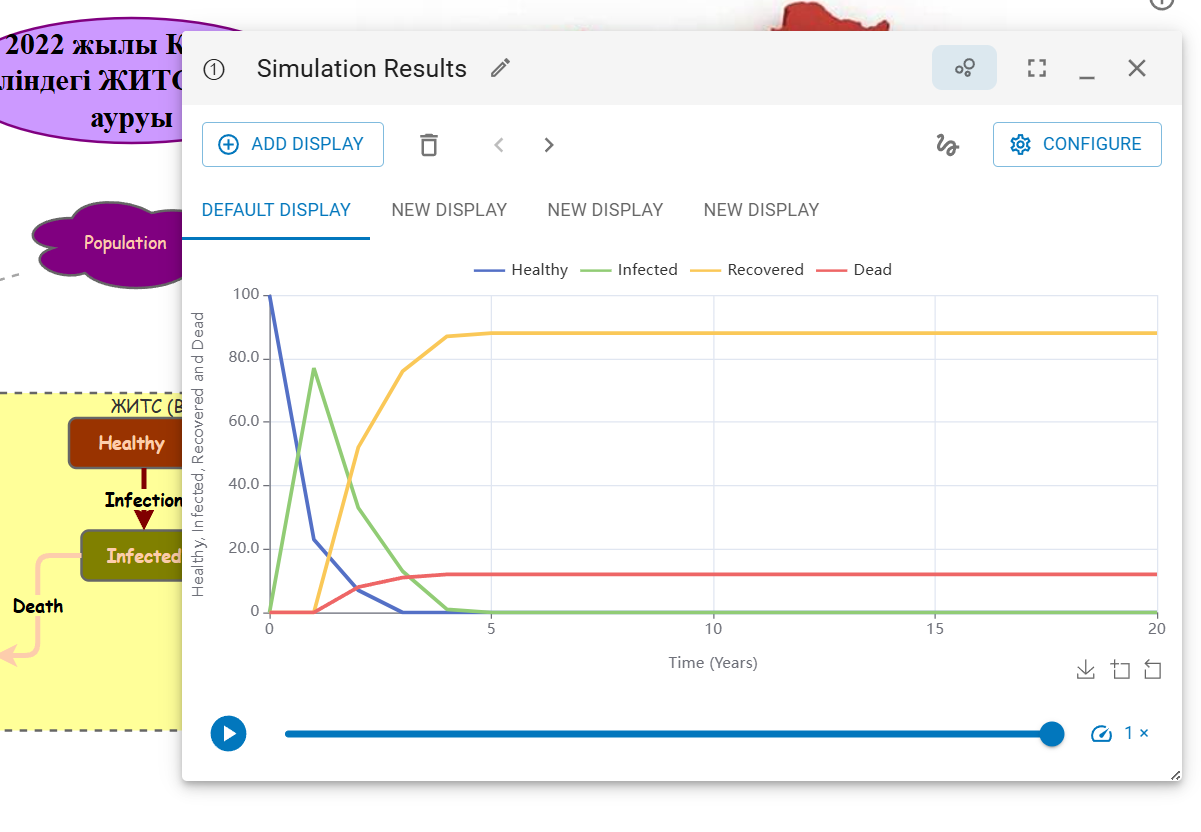 2022 жылы
ліндегі
ауруы
Population
ЖИТС
Healthy
Infection
Infected
Death
1 Simulation Results
ADD DISPLAY
CONFIGURE
DEFAULT DISPLAY NEW DISPLAY NEW DISPLAY NEW DISPLAY
Healthy Infected Recovered Dead
Healthy, Infected, Recovered and Dead
100
80.0
60.0
40.0
20.0
0
0 5 10 15 20
Time (Years)
1 ×